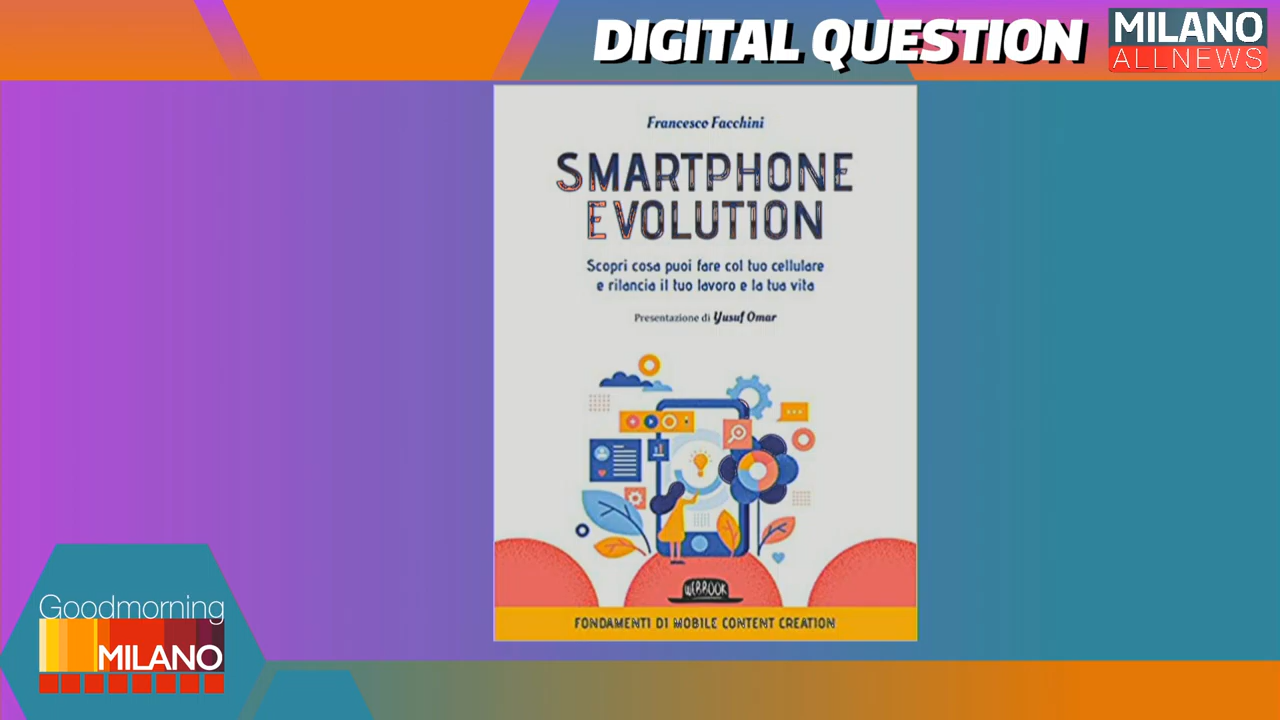 DIGITAL QUESTION
MILANO
ALLNEWS
Francesco Facchini
SMARTPHONE
EVOLUTION
Scopri cosa puoi fare col tuo cellulare
e rilancia il tuo lavoro e la tua vita
Presentazione di Yusuf Omar
WEBBOOK
FONDAMENTI DI MOBILE CONTENT CREATION
Goodmorning
MILANO